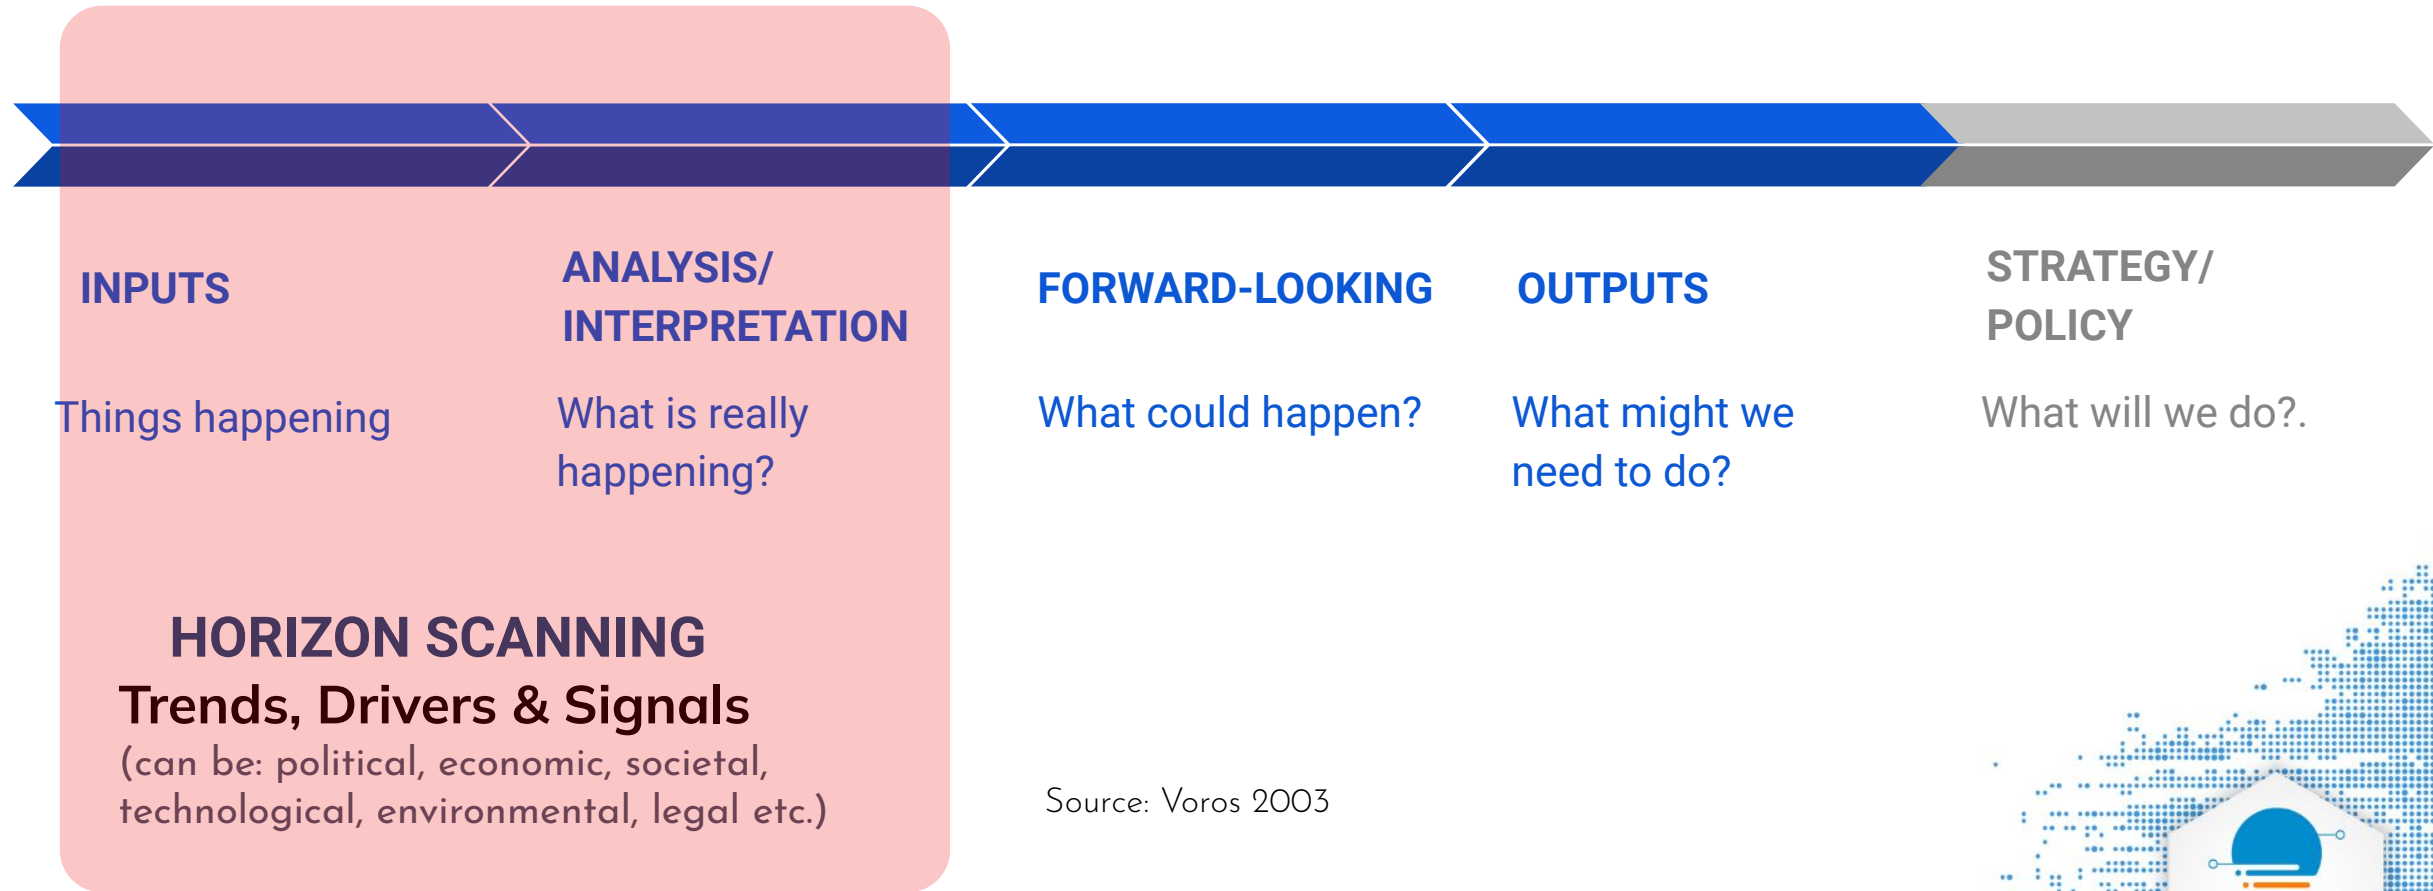 INPUTS
Things happening
ANALYSIS/
INTERPRETATION
What is really
happening?
FORWARD-LOOKING
What could happen?
OUTPUTS
What might we
need to do?
STRATEGY/
POLICY
What will we do?.
HORIZON SCANNING
Trends, Drivers & Signals
(can be: political, economic, societal,
technological, environmental, legal etc.)
Source: Voros 2003